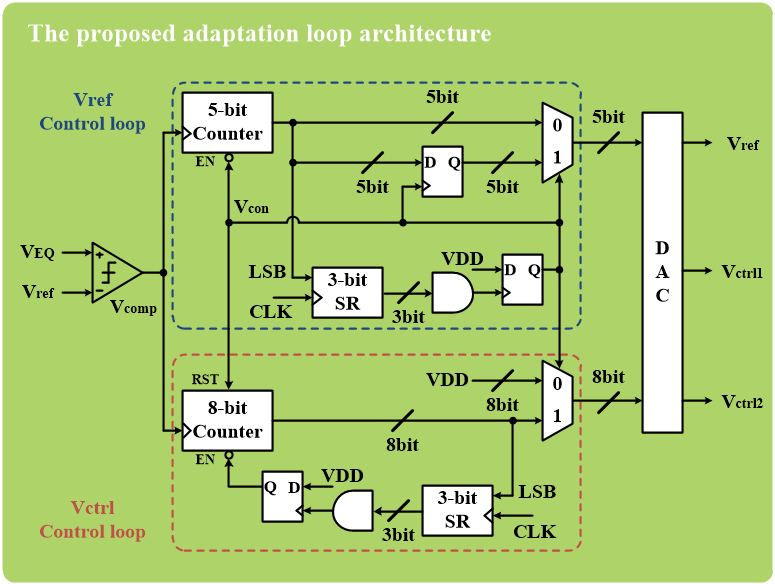 The proposed adaptation loop architecture
Vref
Control loop
5-bit
Counter
EN
5bit
5bit
D Q
5bit
0
1
5bit
Vref
Vcon
VEQ
Vref
+
−
Vcomp
LSB
CLK
3-bit
SR
3bit
VDD
D Q
D
A
C
Vctrl1
RST
8-bit
Counter
EN
8bit
VDD
8bit
0
1
8bit
Vctrl2
Q D
VDD
3bit
3-bit
SR
LSB
CLK
Vctrl
Control loop